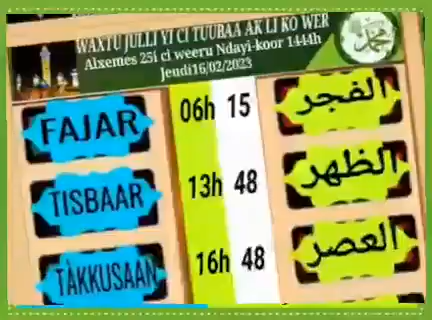 WAXTU JULLI YI CI TUUBAA AK LI KO WER
Alxemes 25i ci weeru Ndayi-koor 1444h
Jeudi16/02/2023
FAJAR 06h 15 الفجر
TISBAAR 13h 48 الظهر
TAKKUSAAN 16h 48 العصر
محمد